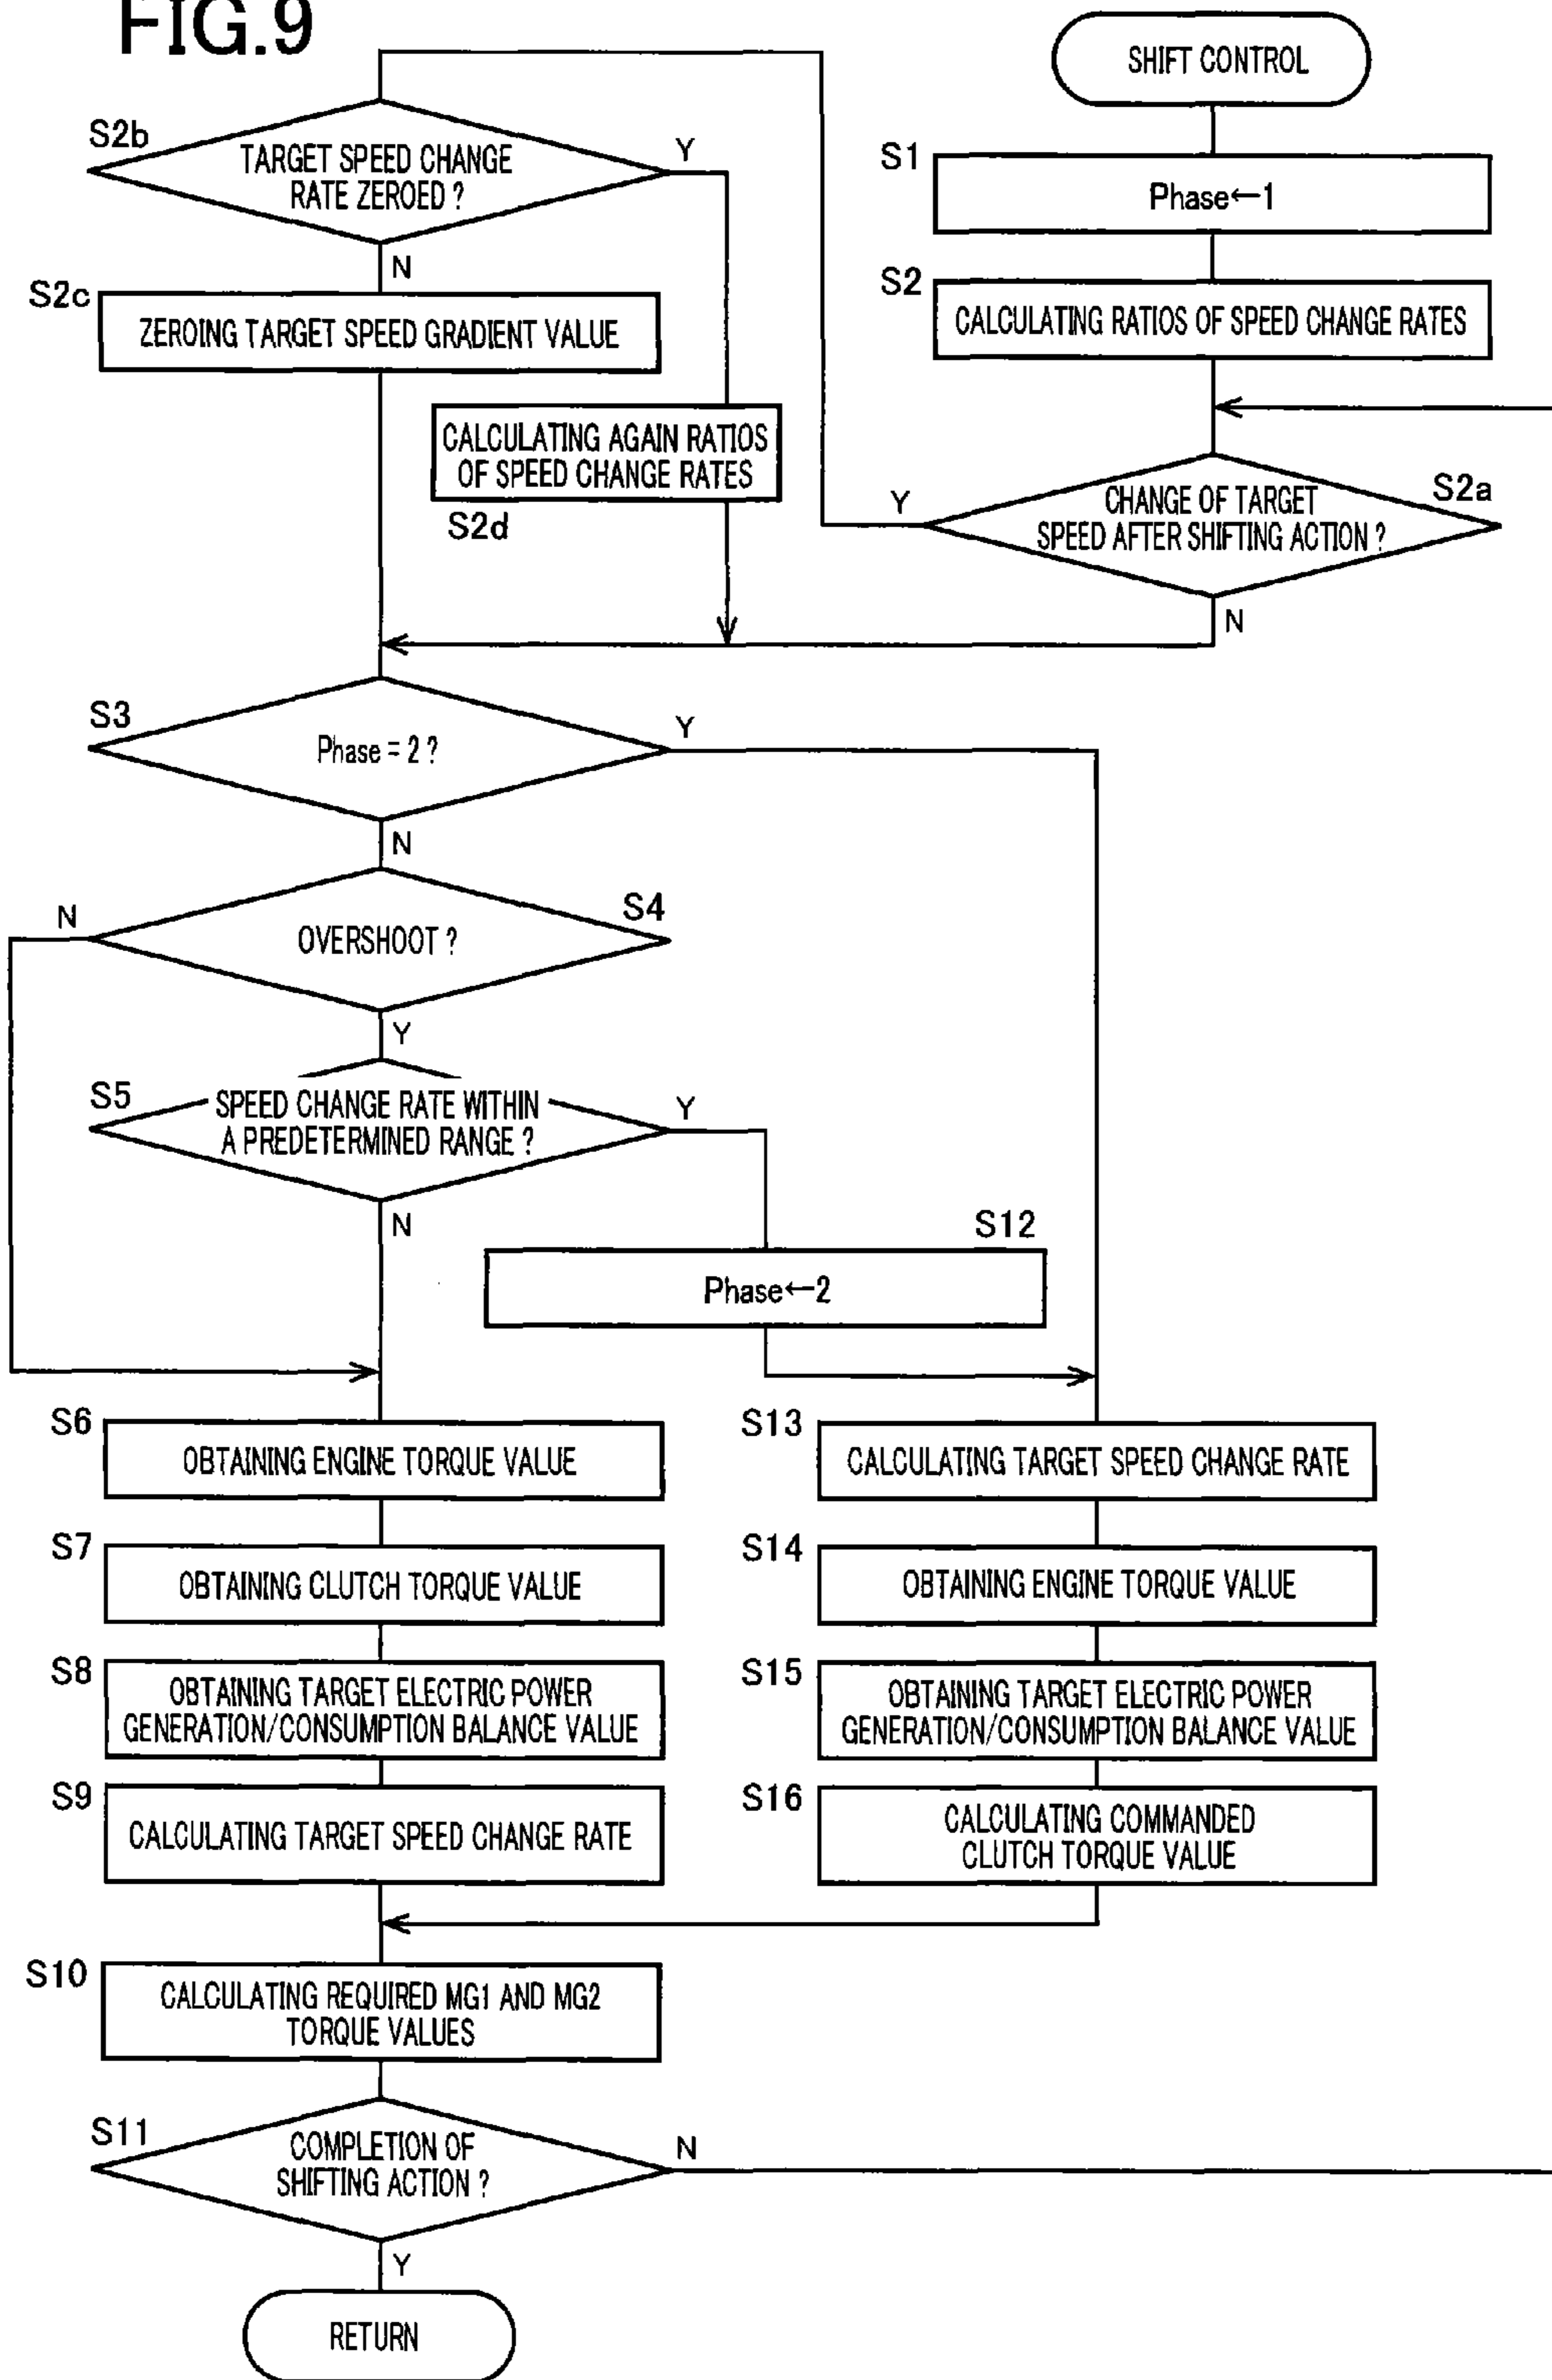 FIG.9
SHIFT CONTROL
S1
Phase←1
S2
CALCULATING RATIOS OF SPEED CHANGE RATES
S2a
CHANGE OF TARGET
SPEED AFTER SHIFTING ACTION ?
Y
N
S2b
TARGET SPEED CHANGE
RATE ZEROED ?
Y
N
S2c
ZEROING TARGET SPEED GRADIENT VALUE
CALCULATING AGAIN RATIOS
OF SPEED CHANGE RATES
S2d
S3
Phase = 2 ?
Y
N
S4
OVERSHOOT ?
N
Y
S5
SPEED CHANGE RATE WITHIN
A PREDETERMINED RANGE ?
Y
N
S12
Phase←2
S6
OBTAINING ENGINE TORQUE VALUE
S7
OBTAINING CLUTCH TORQUE VALUE
S8
OBTAINING TARGET ELECTRIC POWER
GENERATION/CONSUMPTION BALANCE VALUE
S9
CALCULATING TARGET SPEED CHANGE RATE
S13
CALCULATING TARGET SPEED CHANGE RATE
S14
OBTAINING ENGINE TORQUE VALUE
S15
OBTAINING TARGET ELECTRIC POWER
GENERATION/CONSUMPTION BALANCE VALUE
S16
CALCULATING COMMANDED
CLUTCH TORQUE VALUE
S10
CALCULATING REQUIRED MG1 AND MG2
TORQUE VALUES
S11
COMPLETION OF
SHIFTING ACTION ?
N
Y
RETURN